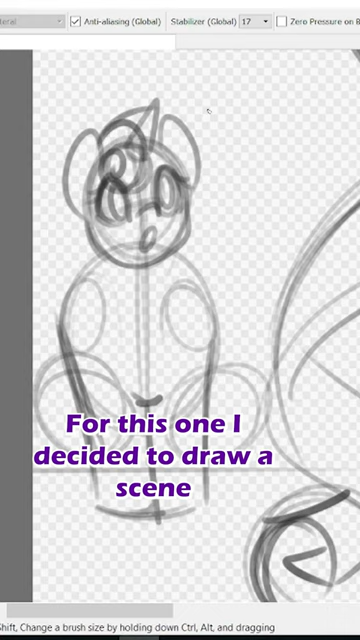 Anti-aliasing (Global) Stabilizer (Global) 17 Zero Pressure on
For this one I
decided to draw a
scene
Shift, Change a brush size by holding down Ctrl, Alt, and dragging